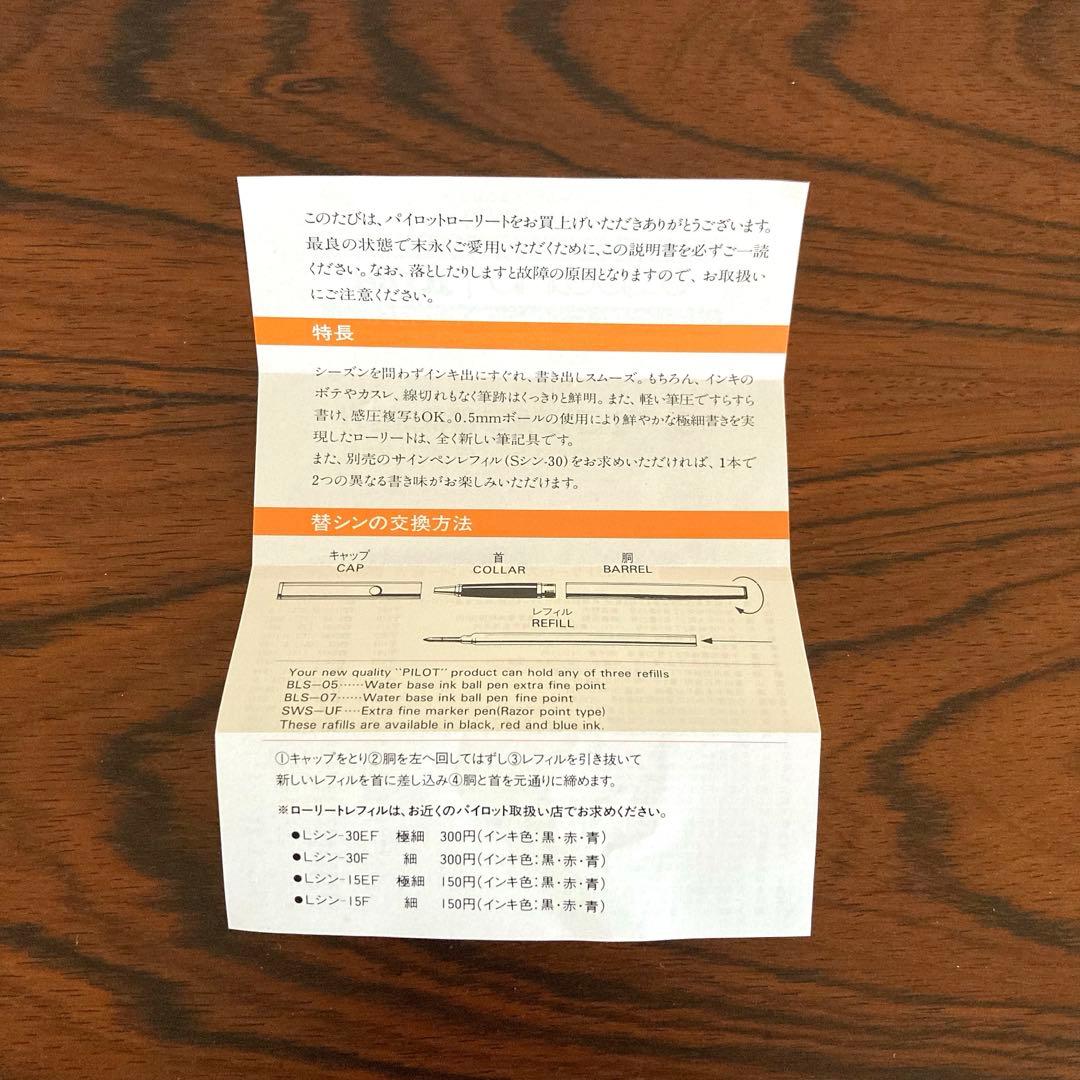 このたびは、パイロットローリートをお買上げいただきありがとうございます。
最良の状態で末永くご愛用いただくために、この説明書を必ずご一読
ください。なお、落としたりしますと故障の原因となりますので、お取扱い
にご注意ください。
特長
シーズンを問わずインキ出にすぐれ、書き出しスムーズ。もちろん、インキの
ボテやカスレ、線切れもなく筆跡はくっきりと鮮明。また、軽い筆圧ですらすら
書け、感圧複写もOK。0.5mmボールの使用により鮮やかな極細書きを実
現したローリートは、全く新しい筆記具です。
また、別売のサインペンレフィル(Sシン-30)をお求めいただければ、1本で
2つの異なる書き味がお楽しみいただけます。
替シンの交換方法
キャップ 首 胴
CAP COLLAR BARREL
レフィル
REFILL
Your new quality "PILOT" product can hold any of three refills
BLS-05……Water base ink ball pen extra fine point
BLS-07……Water base ink ball pen fine point
SWS-UF‥‥Extra fine marker pen(Razor point type)
These rafills are available in black, red and blue ink.
①キャップをとり②胴を左へ回してはずし③レフィルを引き抜いて
新しいレフィルを首に差し込み④胴と首を元通りに締めます。
※ローリートレフィルは、お近くのパイロット取扱い店でお求めください。
●Lシン-30EF 極細 300円(インキ色:黒・赤・青)
●Lシン-30F 細 300円(インキ色:黒・赤・青)
●Lシン-15EF 極細 150円(インキ色:黒・赤・青)
●Lシン-15F 細 150円(インキ色:黒・赤・青)